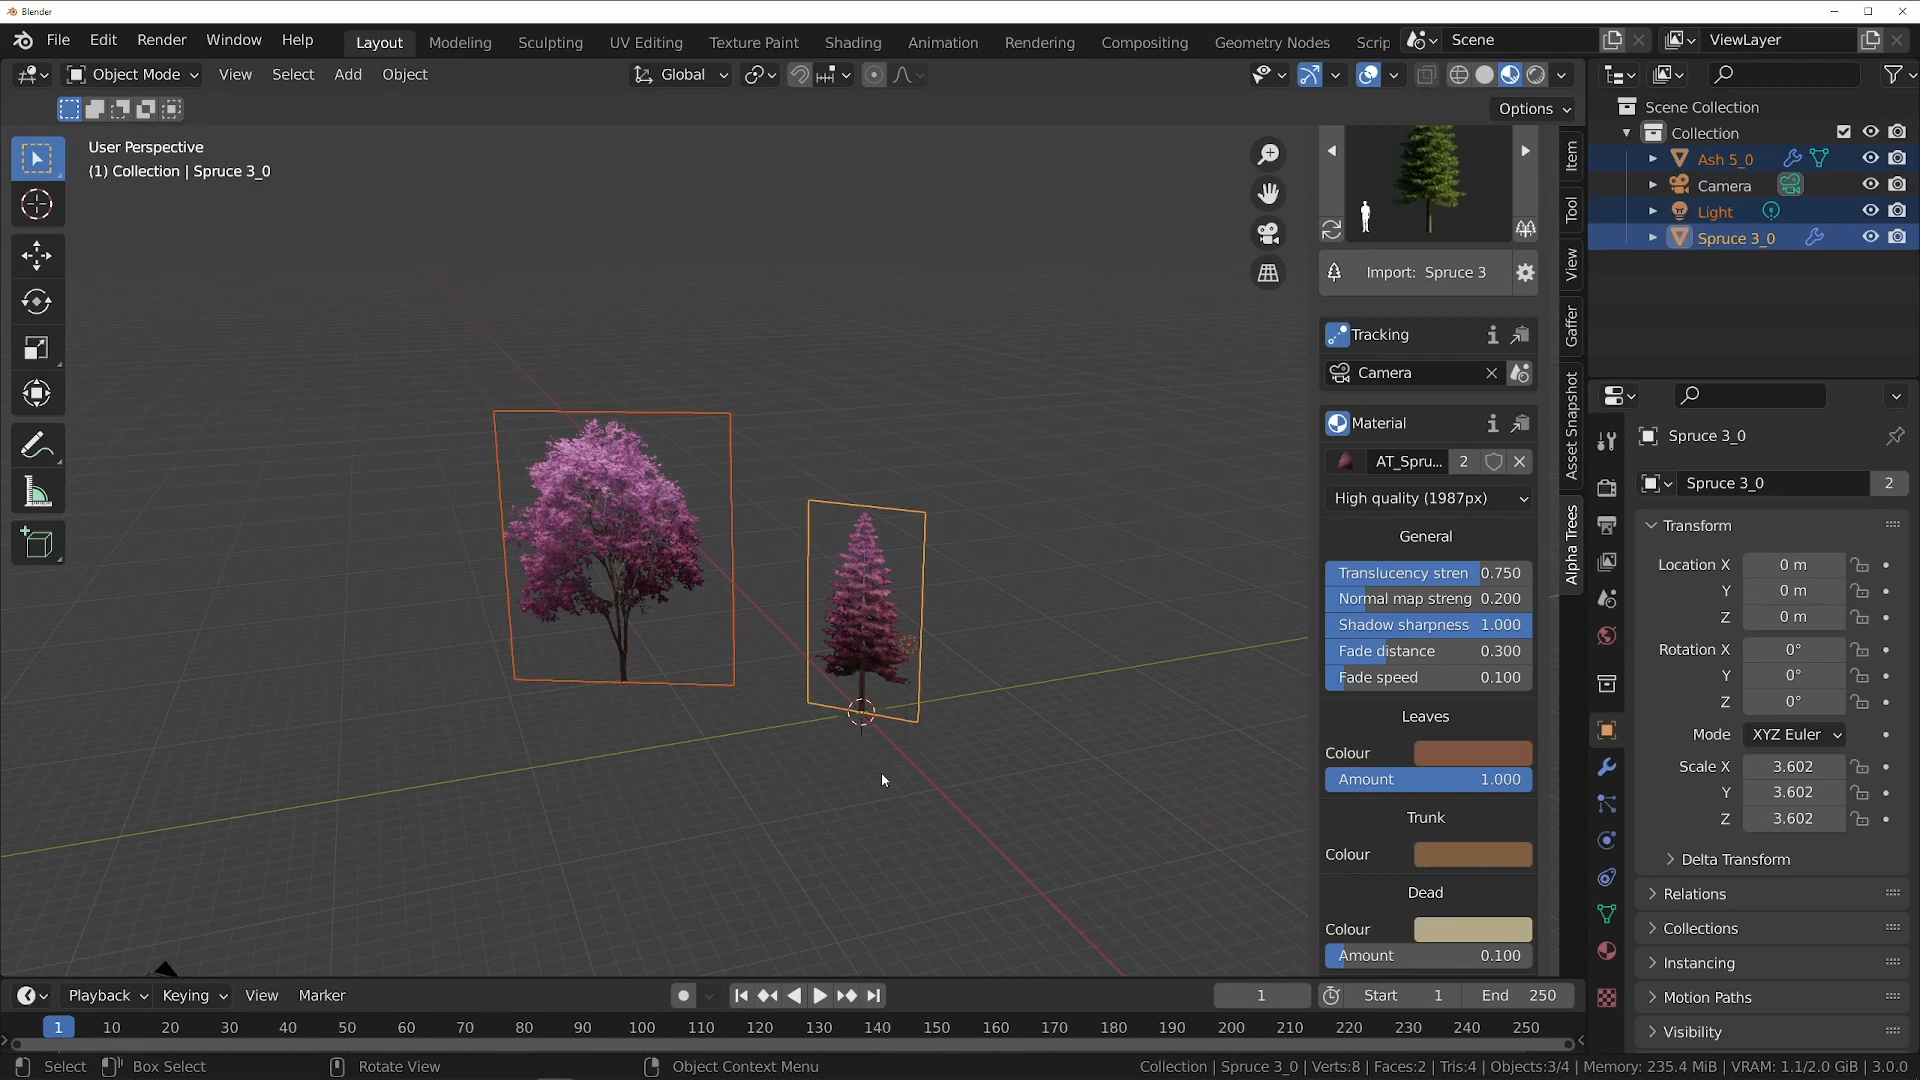 Blender
File Edit Render Window Help Layout Modeling Sculpting UV Editing Texture Paint Shading Animation Rendering Compositing Geometry Nodes Scrip Scene ViewLayer
Object Mode View Select Add Object Global
Options
User Perspective
(1) Collection | Spruce 3_0
Import: Spruce 3
Tracking
Camera
Material
AT_Spru... 2
High quality (1987px)
General
Translucency stren 0.750
Normal map streng 0.200
Shadow sharpness 1.000
Fade distance 0.300
Fade speed 0.100
Leaves
Colour
Amount 1.000
Trunk
Colour
Dead
Colour
Amount 0.100
Item
Tool
View
Gaffer
Asset Snapshot
Alpha Trees
Scene Collection
Collection
Ash 5_0
Camera
Light
Spruce 3_0
Spruce 3_0
Spruce 3_0 2
Transform
Location X 0 m
Y 0 m
Z 0 m
Rotation X 0°
Y 0°
Z 0°
Mode XYZ Euler
Scale X 3.602
Y 3.602
Z 3.602
Delta Transform
Relations
Collections
Instancing
Motion Paths
Visibility
Playback Keying View Marker 1 Start 1 End 250
1 10 20 30 40 50 60 70 80 90 100 110 120 130 140 150 160 170 180 190 200 210 220 230 240 250
Select Box Select Rotate View Object Context Menu Collection | Spruce 3_0 | Verts:8 | Faces:2 | Tris:4 | Objects:3/4 | Memory: 235.4 MiB | VRAM: 1.1/2.0 GiB | 3.0.0